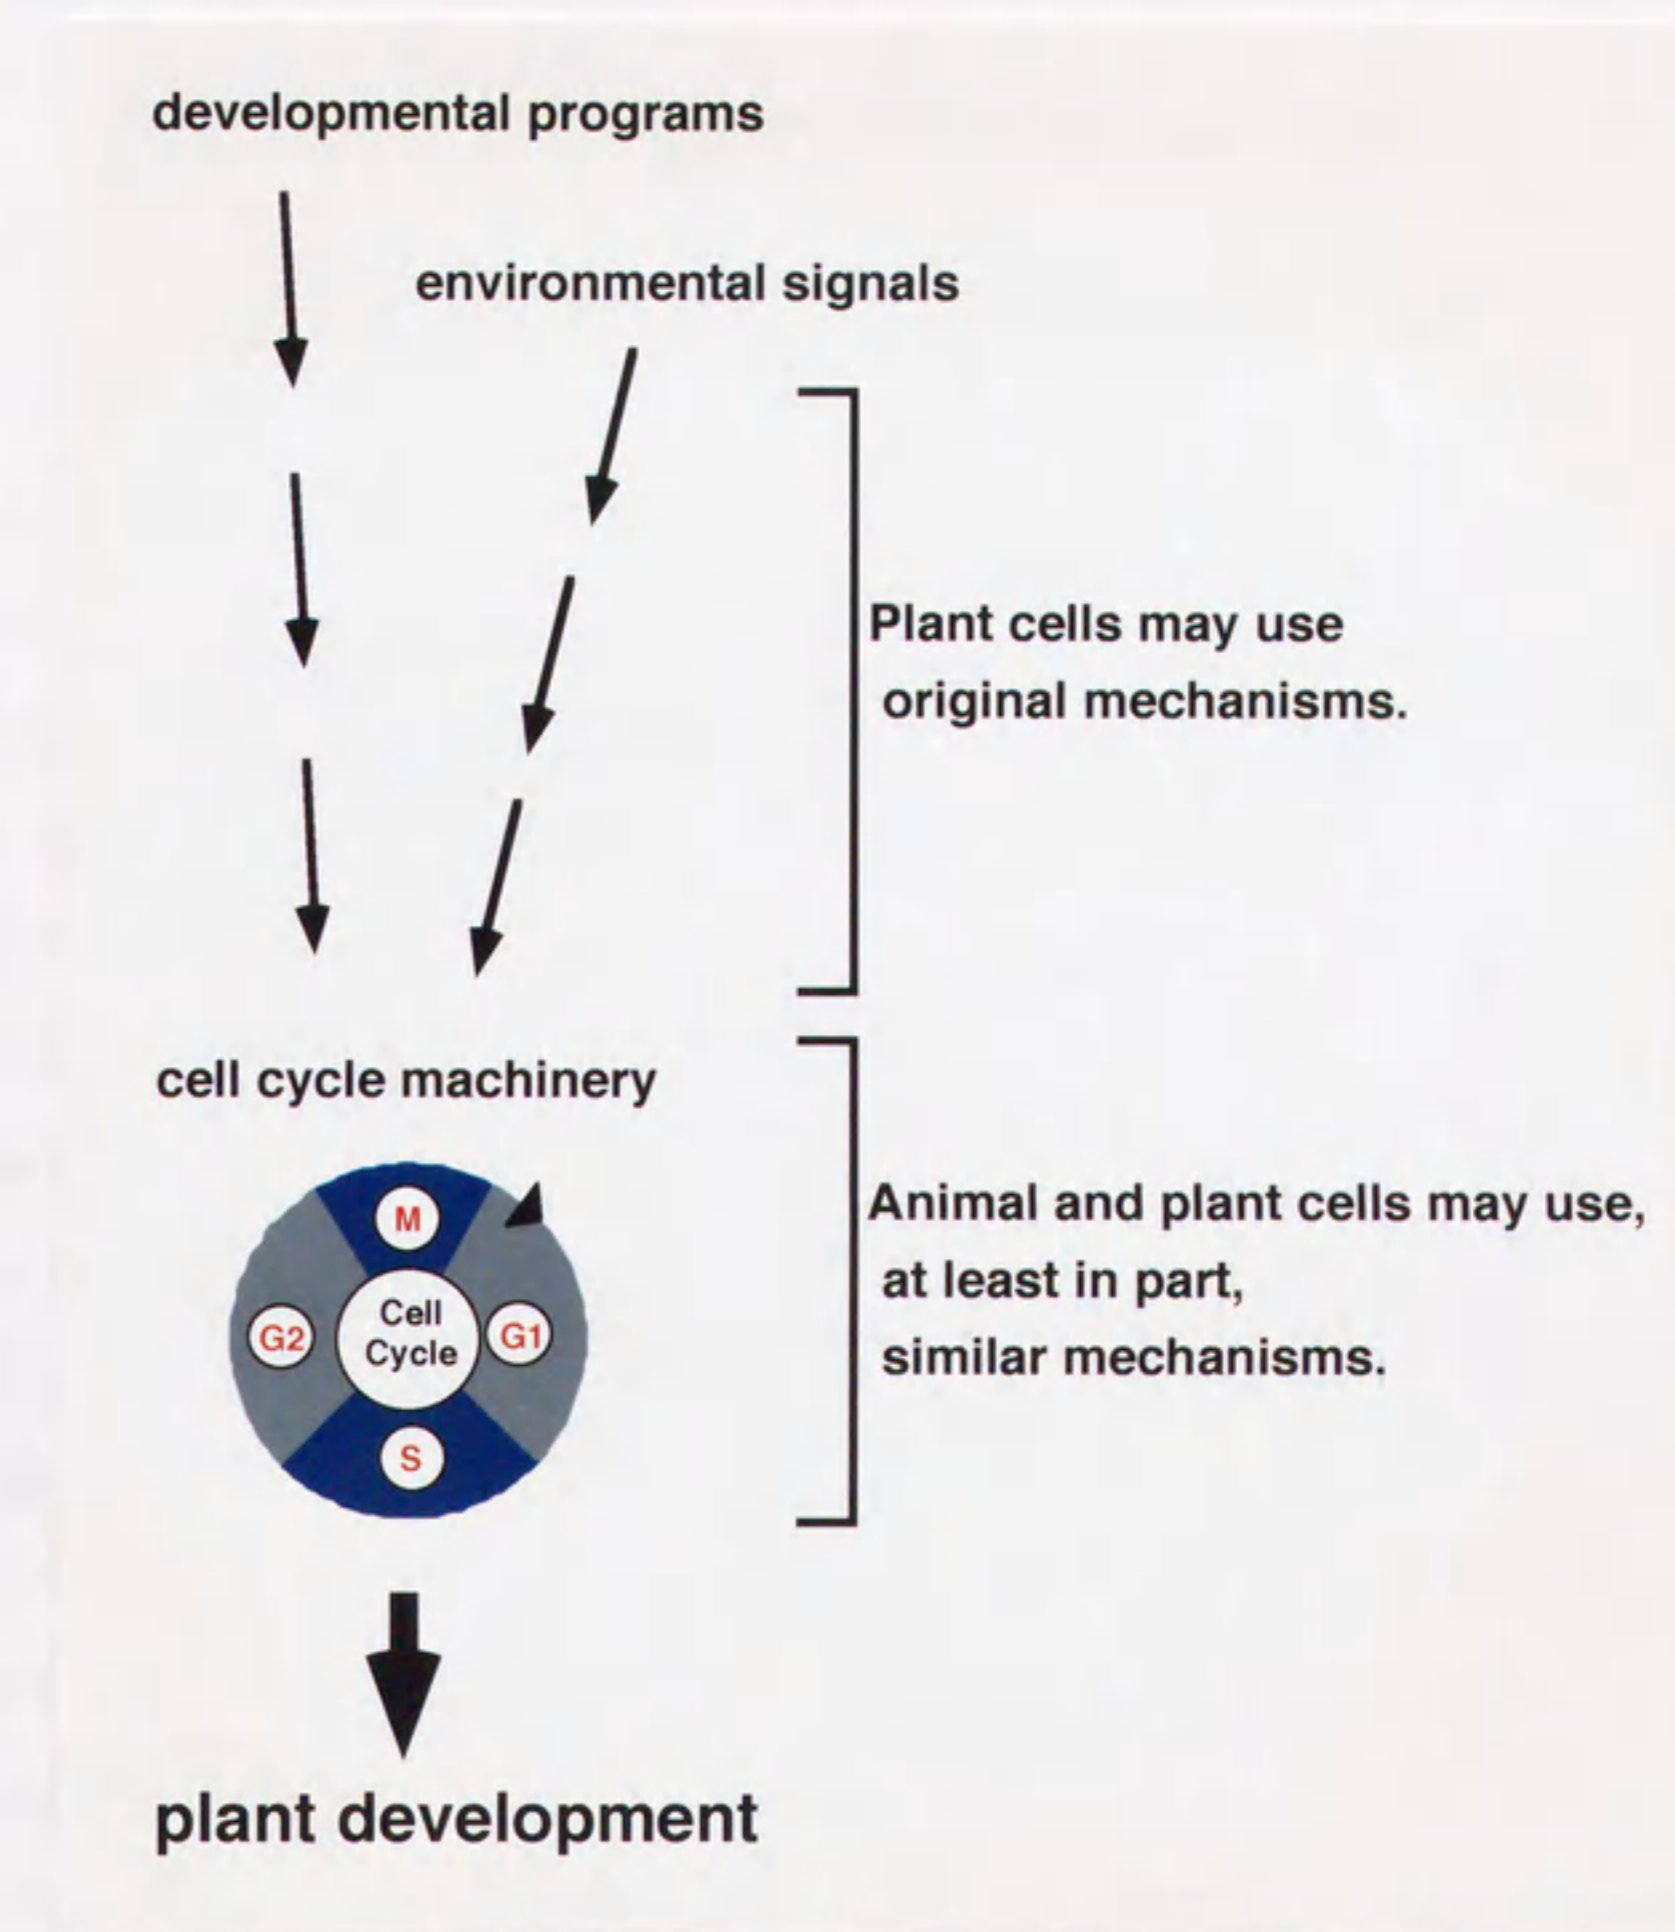 developmental programs
environmental signals
Plant cells may use
original mechanisms.
cell cycle machinery
M
G2
Cell
Cycle
G1
S
Animal and plant cells may use,
at least in part,
similar mechanisms.
plant development